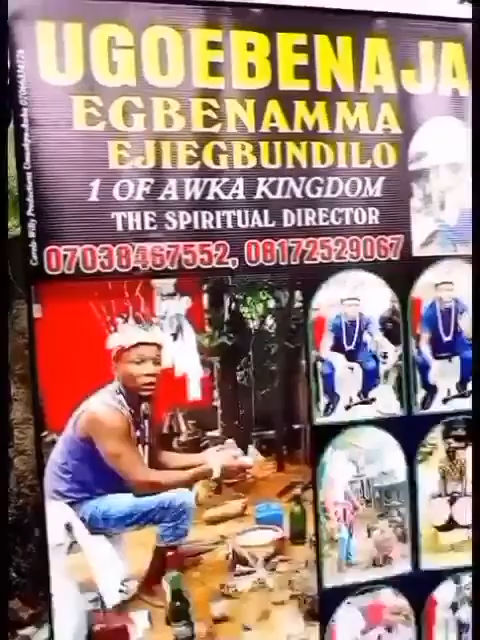 UGOEBENAJA
EGBENAMMA
EJIEGBUNDILO
1 OF AWKA KINGDOM
THE SPIRITUAL DIRECTOR
07038467552, 08172529067